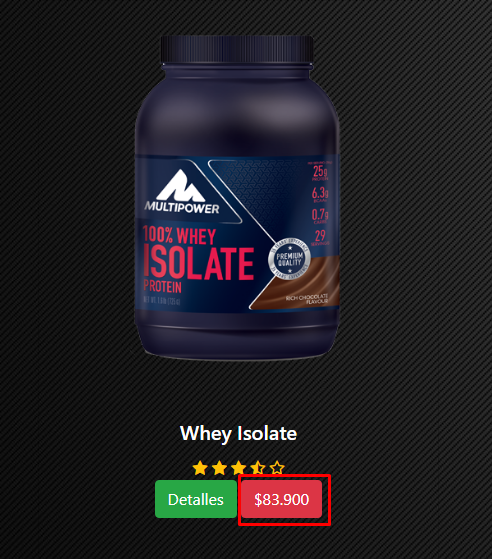 MULTIPOWER
100% WHEY
ISOLATE
PROTEIN
25g
6.3g
0.7g
29
PREMIUM
QUALITY
RICH CHOCOLATE
FLAVOUR
Whey Isolate
Detalles
$83.900